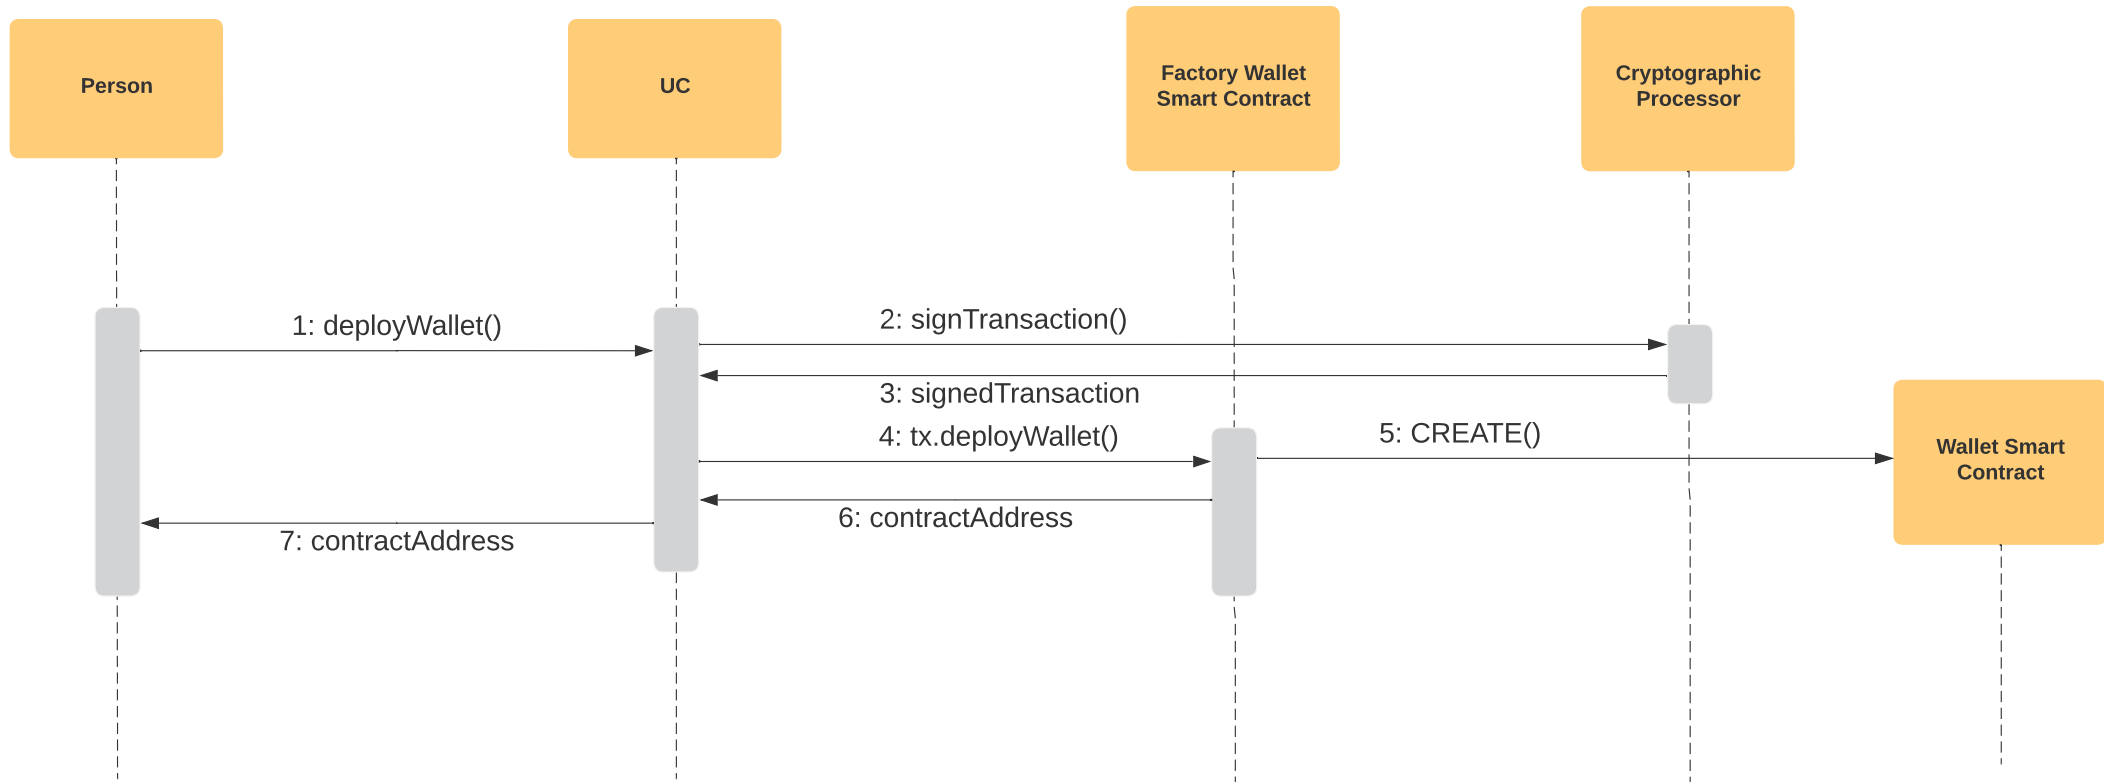 Person
UC
Factory Wallet
Smart Contract
Cryptographic
Processor
1: deployWallet()
2: signTransaction()
3: signedTransaction
4: tx.deployWallet()
5: CREATE()
Wallet Smart
Contract
6: contractAddress
7: contractAddress